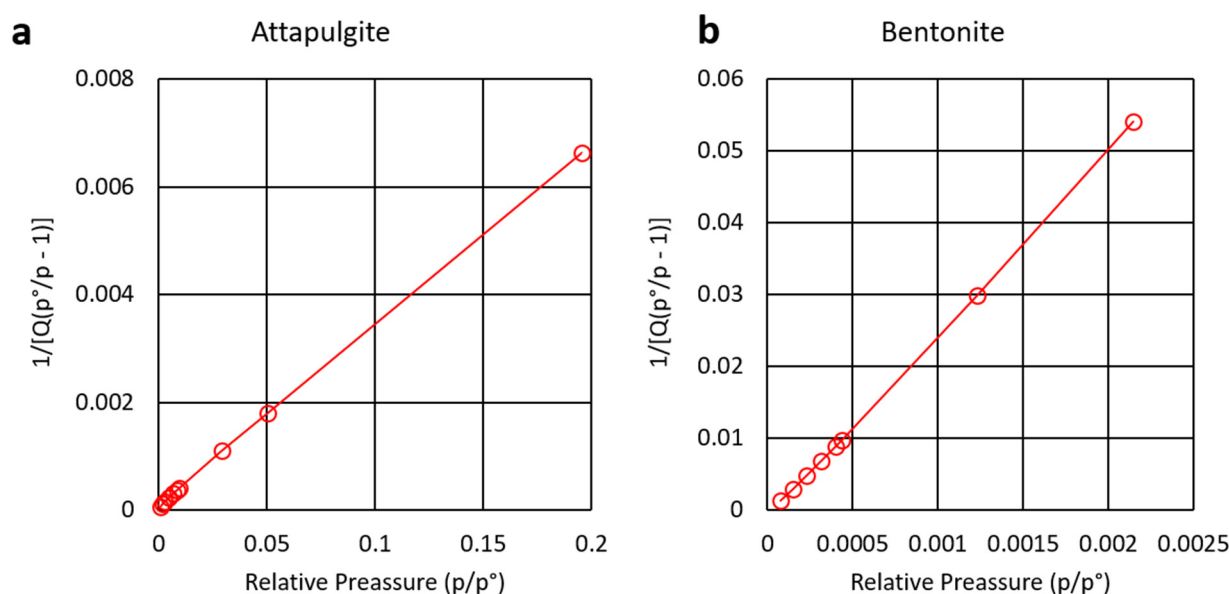 a
Attapulgite
0.008
0.006
0.004
0.002
0
0
0.05
0.1
0.15
0.2
1/[Q(p°/p - 1)]
Relative Preassure (p/p°)
b
Bentonite
0.06
0.05
0.04
0.03
0.02
0.01
0
0
0.0005
0.001
0.0015
0.002
0.0025
1/[Q(p°/p - 1)]
Relative Preassure (p/p°)